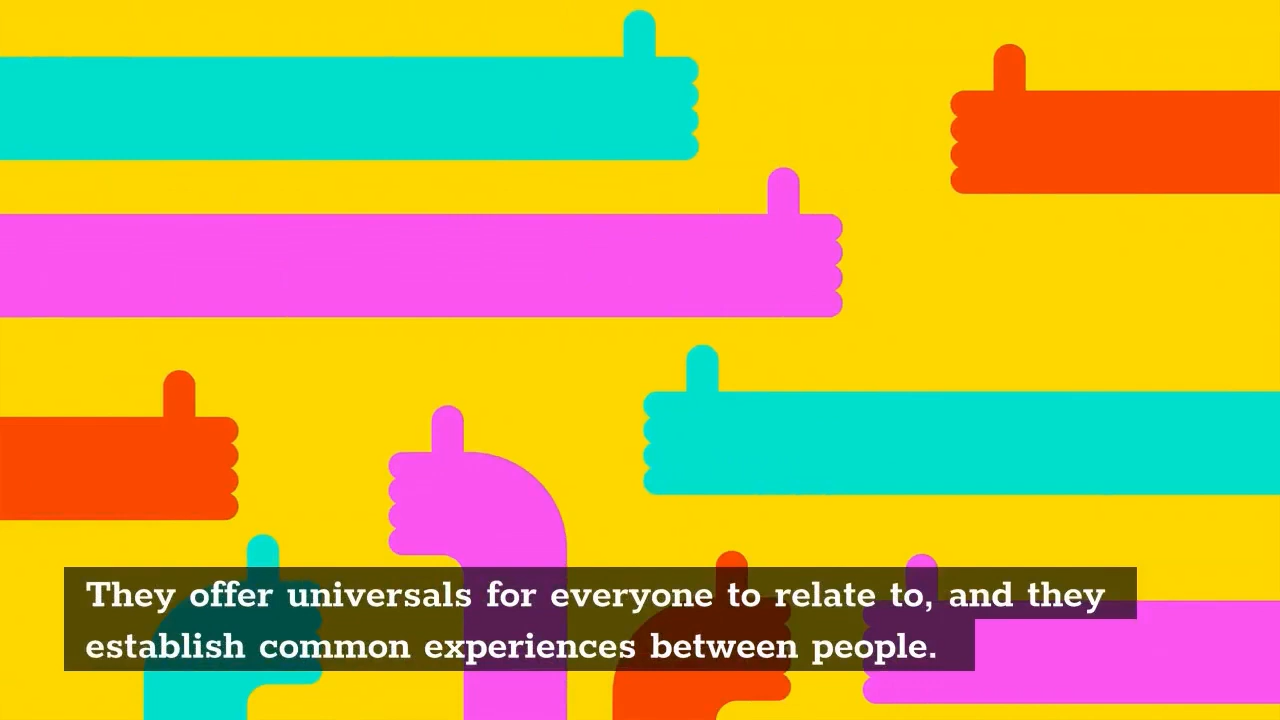 They offer universals for everyone to relate to, and they
establish common experiences between people.